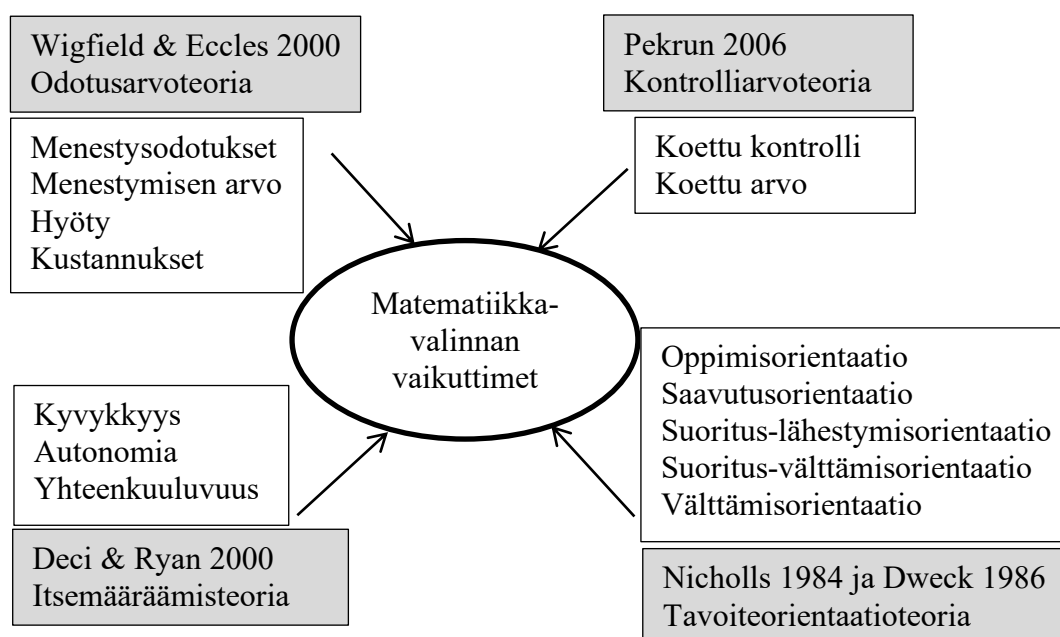 Wigfield & Eccles 2000
Odotusarvoteoria
Menestysodotukset
Menestymisen arvo
Hyöty
Kustannukset
Pekrun 2006
Kontrolliarvoteoria
Koettu kontrolli
Koettu arvo
Matematiikka-
valinnan
vaikuttimet
Kyvykkyys
Autonomia
Yhteenkuuluvuus
Deci & Ryan 2000
Itsemääräämisteoria
Oppimisorientaatio
Saavutusorientaatio
Suoritus-lähestymisorientaatio
Suoritus-välttämisorientaatio
Välttämisorientaatio
Nicholls 1984 ja Dweck 1986
Tavoiteorientaatioteoria